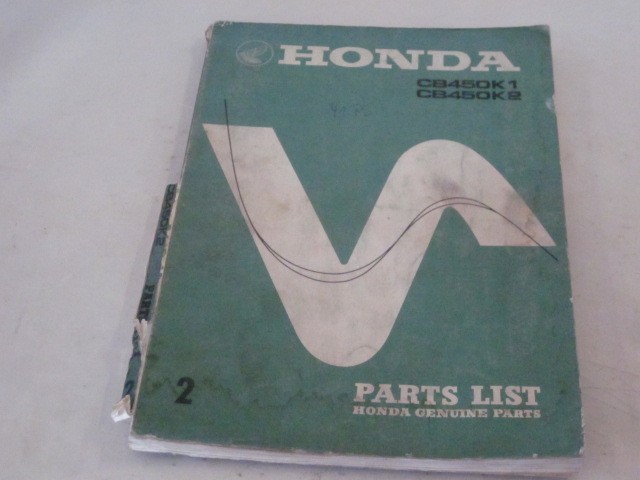 HONDA
CB450K1
CB450K2
2
PARTS LIST
HONDA GENUINE PARTS